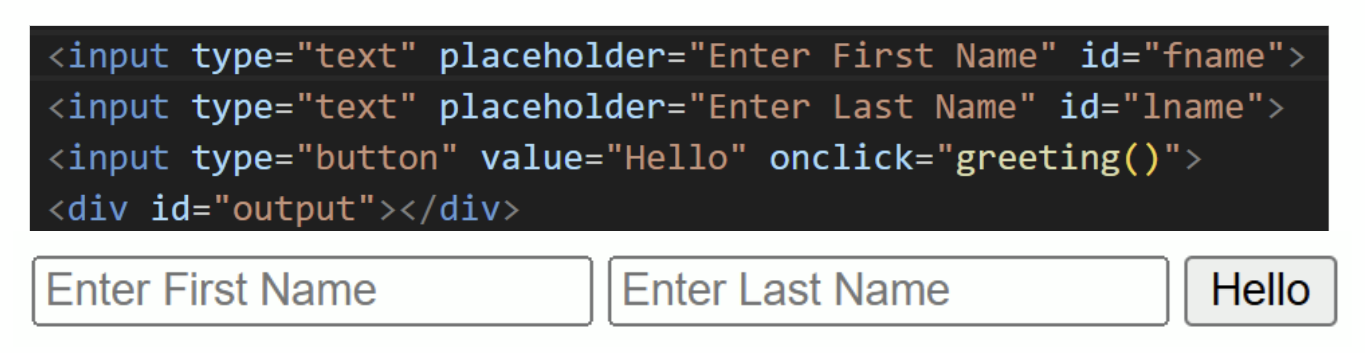 <input type="text" placeholder="Enter First Name" id="fname">
<input type="text" placeholder="Enter Last Name" id="lname">
<input type="button" value="Hello" onclick="greeting()">
<div id="output"></div>
Enter First Name Enter Last Name Hello